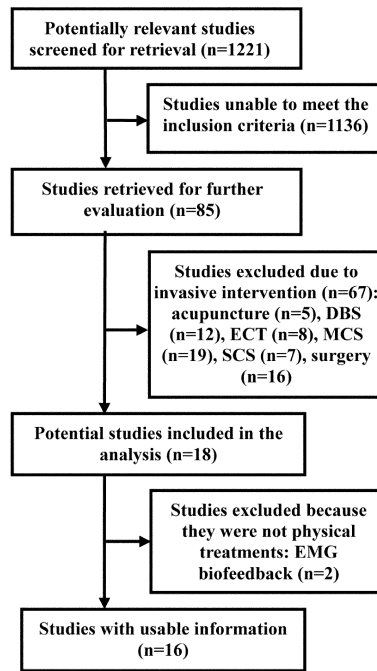 Potentially relevant studies
screened for retrieval (n=1221)
Studies unable to meet the
inclusion criteria (n=1136)
Studies retrieved for further
evaluation (n=85)
Studies excluded due to
invasive intervention (n=67):
acupuncture (n=5), DBS
(n=12), ECT (n=8), MCS
(n=19), SCS (n=7), surgery
(n=16)
Potential studies included in the
analysis (n=18)
Studies excluded because
they were not physical
treatments: EMG
biofeedback (n=2)
Studies with usable information
(n=16)